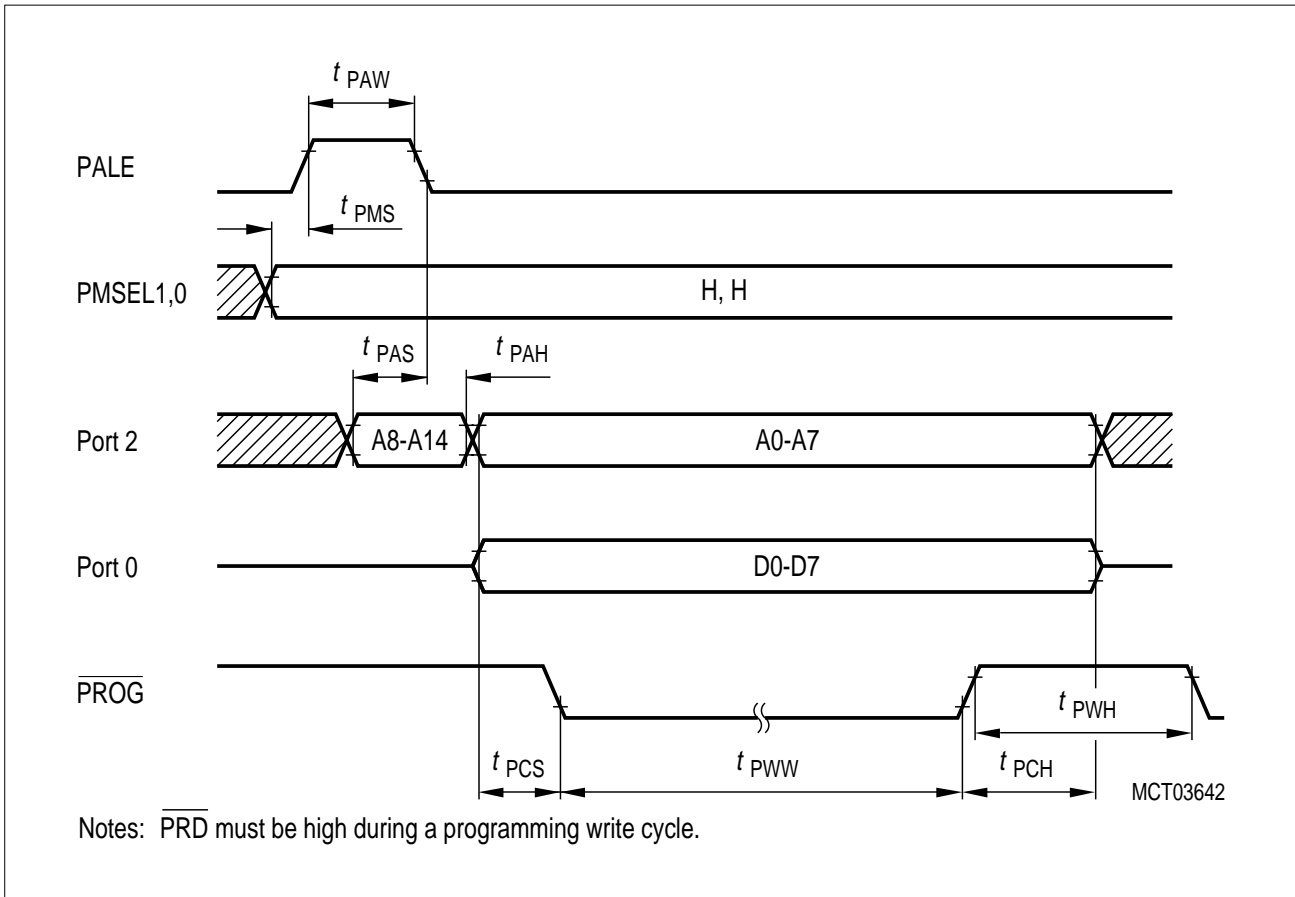 t PAW
PALE
t PMS
PMSEL1,0
H, H
t PAS
t PAH
Port 2
A8-A14
A0-A7
Port 0
D0-D7
PROG
t PWH
t PCS
t PWW
t PCH
MCT03642
Notes: PRD must be high during a programming write cycle.